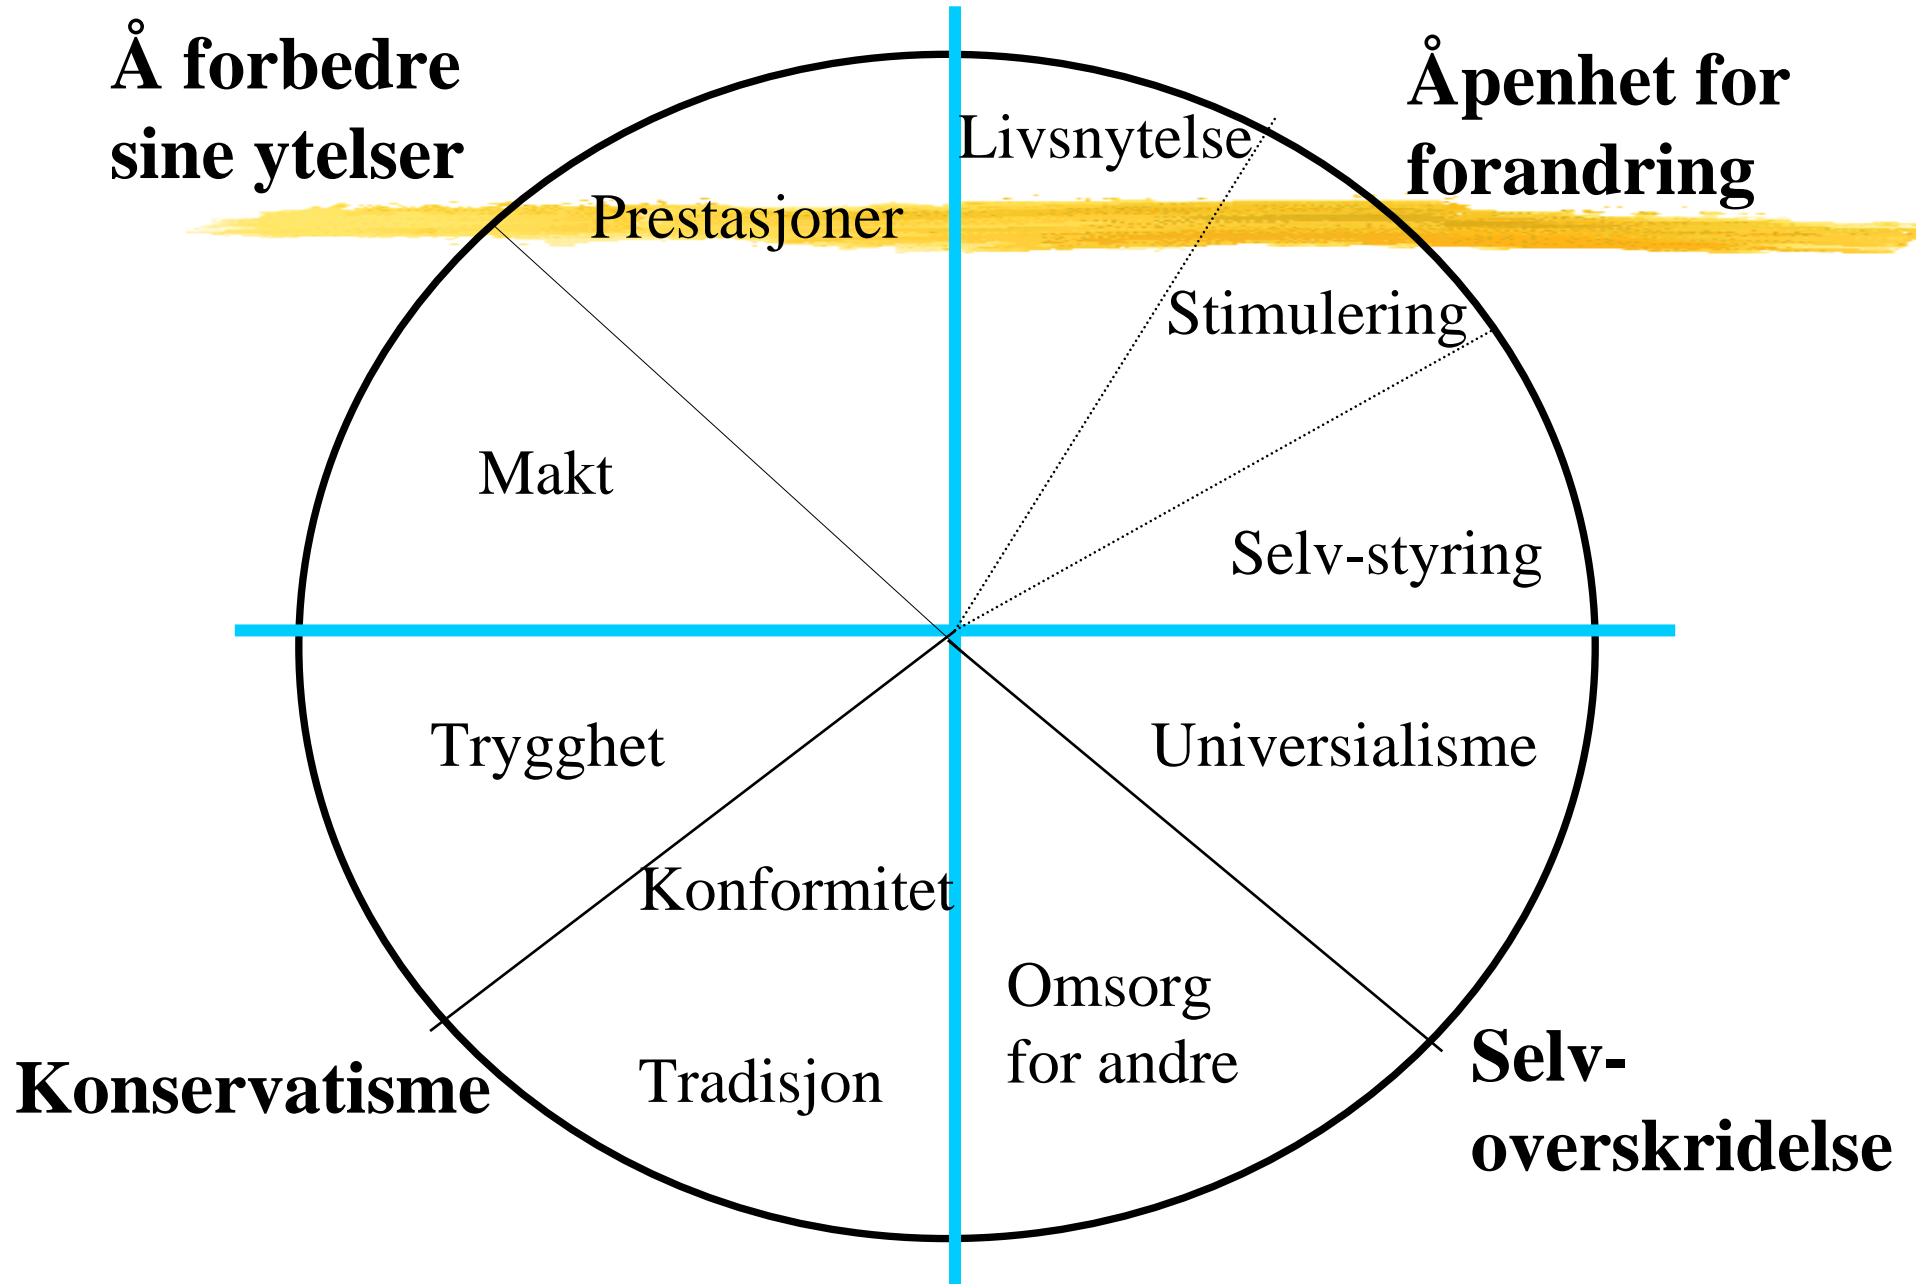 Å forbedre
sine ytelser
Åpenhet for
forandring
Livsnytelse
Prestasjoner
Stimulering
Makt
Selv-styring
Trygghet
Universialisme
Konformitet
Omsorg
for andre
Tradisjon
Konservatisme
Selv-
overskridelse